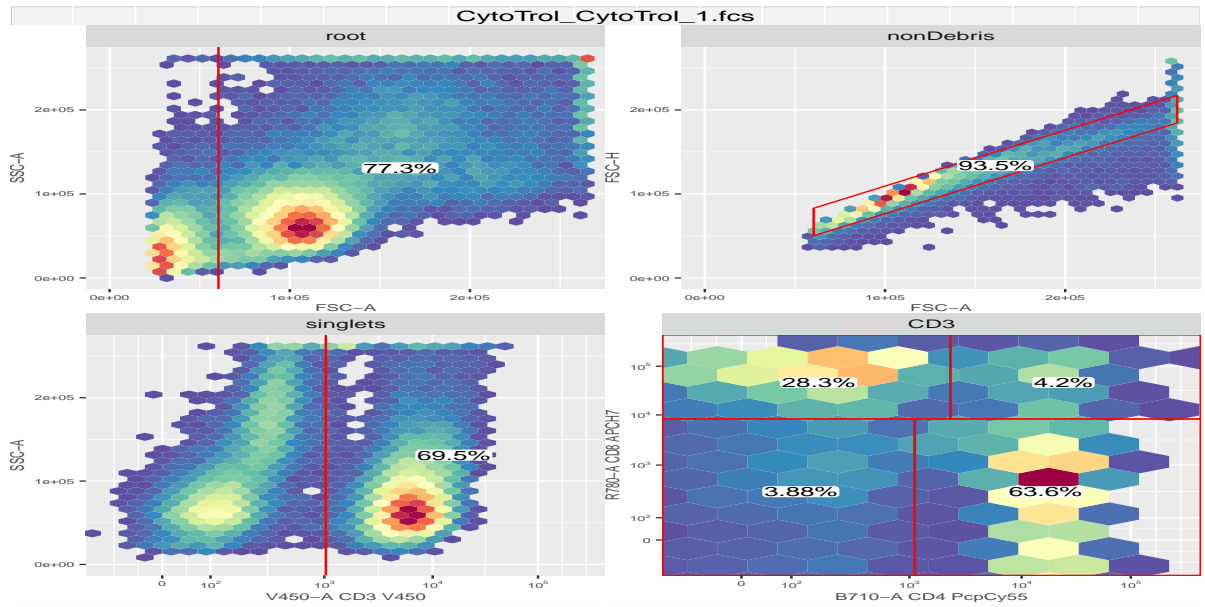 CytoTrol_CytoTrol_1.fcs
root
nonDebris
SSC-A
2e+05
1e+05
0e+00
77.3%
0e+00
1e+05
2e+05
FSC-A
FSC-H
2e+05
1e+05
0e+00
93.5%
0e+00
1e+05
2e+05
FSC-A
singlets
CD3
SSC-A
2e+05
1e+05
0e+00
69.5%
0
10²
10³
10⁴
10⁵
V450-A CD3 V450
R780-A CD8 APCH7
10⁵
10⁴
10³
10²
0
28.3%
4.2%
3.88%
63.6%
0
10²
10³
10⁴
10⁵
B710-A CD4 PcpCy55